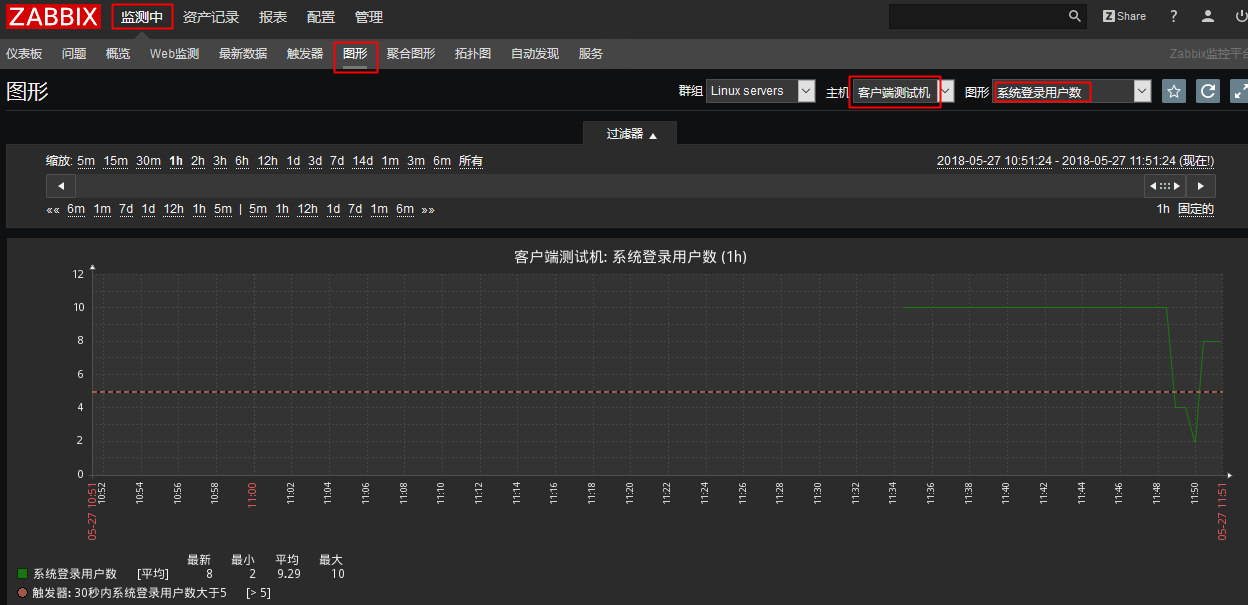 ZABBIX 监测中 资产记录 报表 配置 管理 Z Share ?
仪表板 问题 概览 Web监测 最新数据 触发器 图形 聚合图形 拓扑图 自动发现 服务 Zabbix监控平台
图形 群组 Linux servers 主机 客户端测试机 图形 系统登录用户数
过滤器 ▲
缩放: 5m 15m 30m 1h 2h 3h 6h 12h 1d 3d 7d 14d 1m 3m 6m 所有 2018-05-27 10:51:24 - 2018-05-27 11:51:24 (现在!)
«« 6m 1m 7d 1d 12h 1h 5m | 5m 1h 12h 1d 7d 1m 6m »» 1h 固定的
客户端测试机: 系统登录用户数 (1h)
12
10
8
6
4
2
0
05-27 10:51 10:52 10:54 10:56 10:58 11:00 11:02 11:04 11:06 11:08 11:10 11:12 11:14 11:16 11:18 11:20 11:22 11:24 11:26 11:28 11:30 11:32 11:34 11:36 11:38 11:40 11:42 11:44 11:46 11:48 11:50 05-27 11:51
最新 最小 平均 最大
系统登录用户数 [平均] 8 2 9.29 10
触发器: 30秒内系统登录用户数大于5 [> 5]